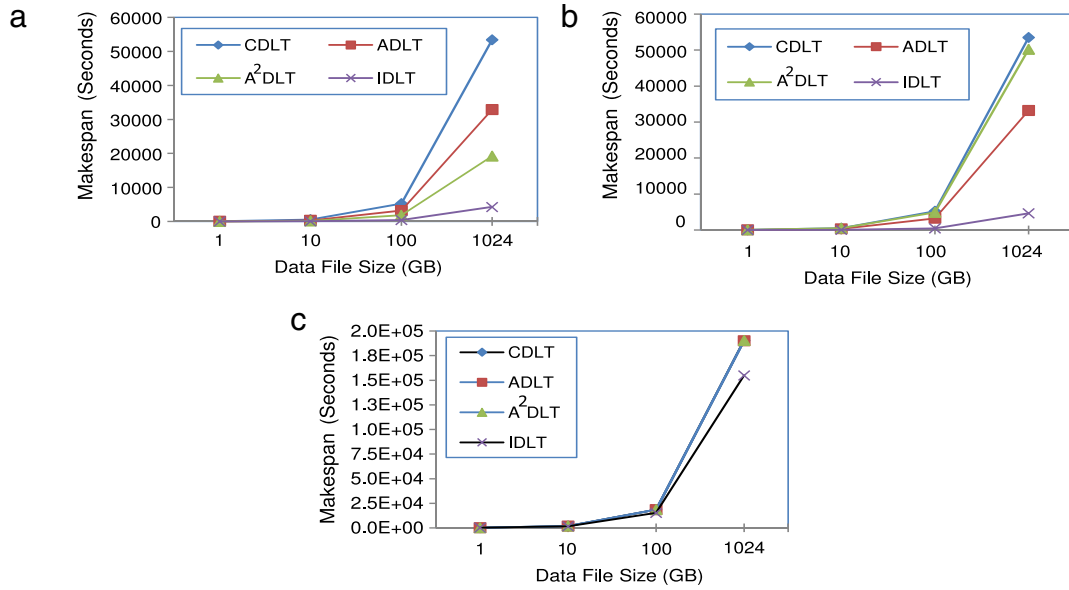 a
60000
50000
40000
30000
20000
10000
0
Makespan (Seconds)
CDLT
ADLT
A²DLT
IDLT
1
10
100
1024
Data File Size (GB)
b
60000
50000
40000
30000
20000
10000
0
Makespan (Seconds)
CDLT
ADLT
A²DLT
IDLT
1
10
100
1024
Data File Size (GB)
c
2.0E+05
1.8E+05
1.5E+05
1.3E+05
1.0E+05
7.5E+04
5.0E+04
2.5E+04
0.0E+00
Makespan (Seconds)
CDLT
ADLT
A²DLT
IDLT
1
10
100
1024
Data File Size (GB)